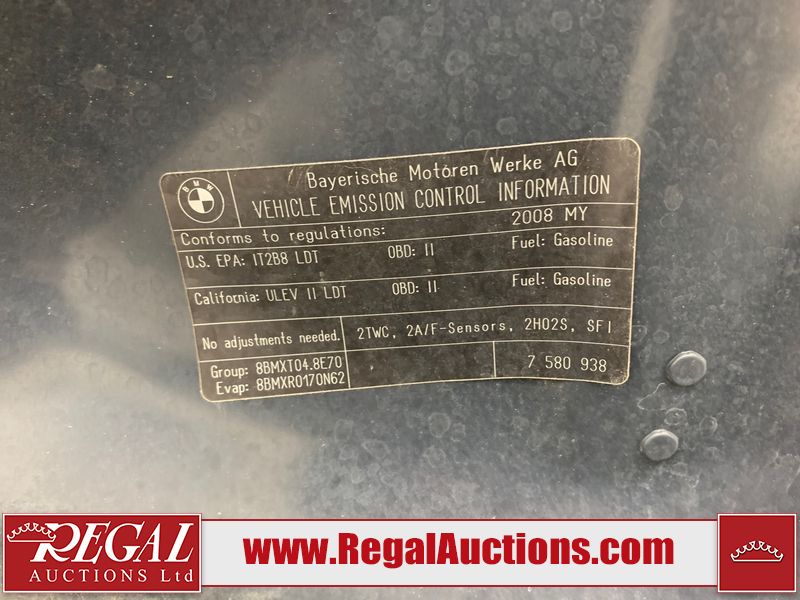 BMW
Bayerische Motoren Werke AG
VEHICLE EMISSION CONTROL INFORMATION
Conforms to regulations: 2008 MY
U.S. EPA: IT2B8 LDT OBD: II Fuel: Gasoline
California: ULEV II LDT OBD: II Fuel: Gasoline
No adjustments needed. 2TWC, 2A/F-Sensors, 2HO2S, SFI
Group: 8BMXT04.8E70
Evap: 8BMXR0170N62
7 580 938
REGAL
AUCTIONS Ltd
www.RegalAuctions.com